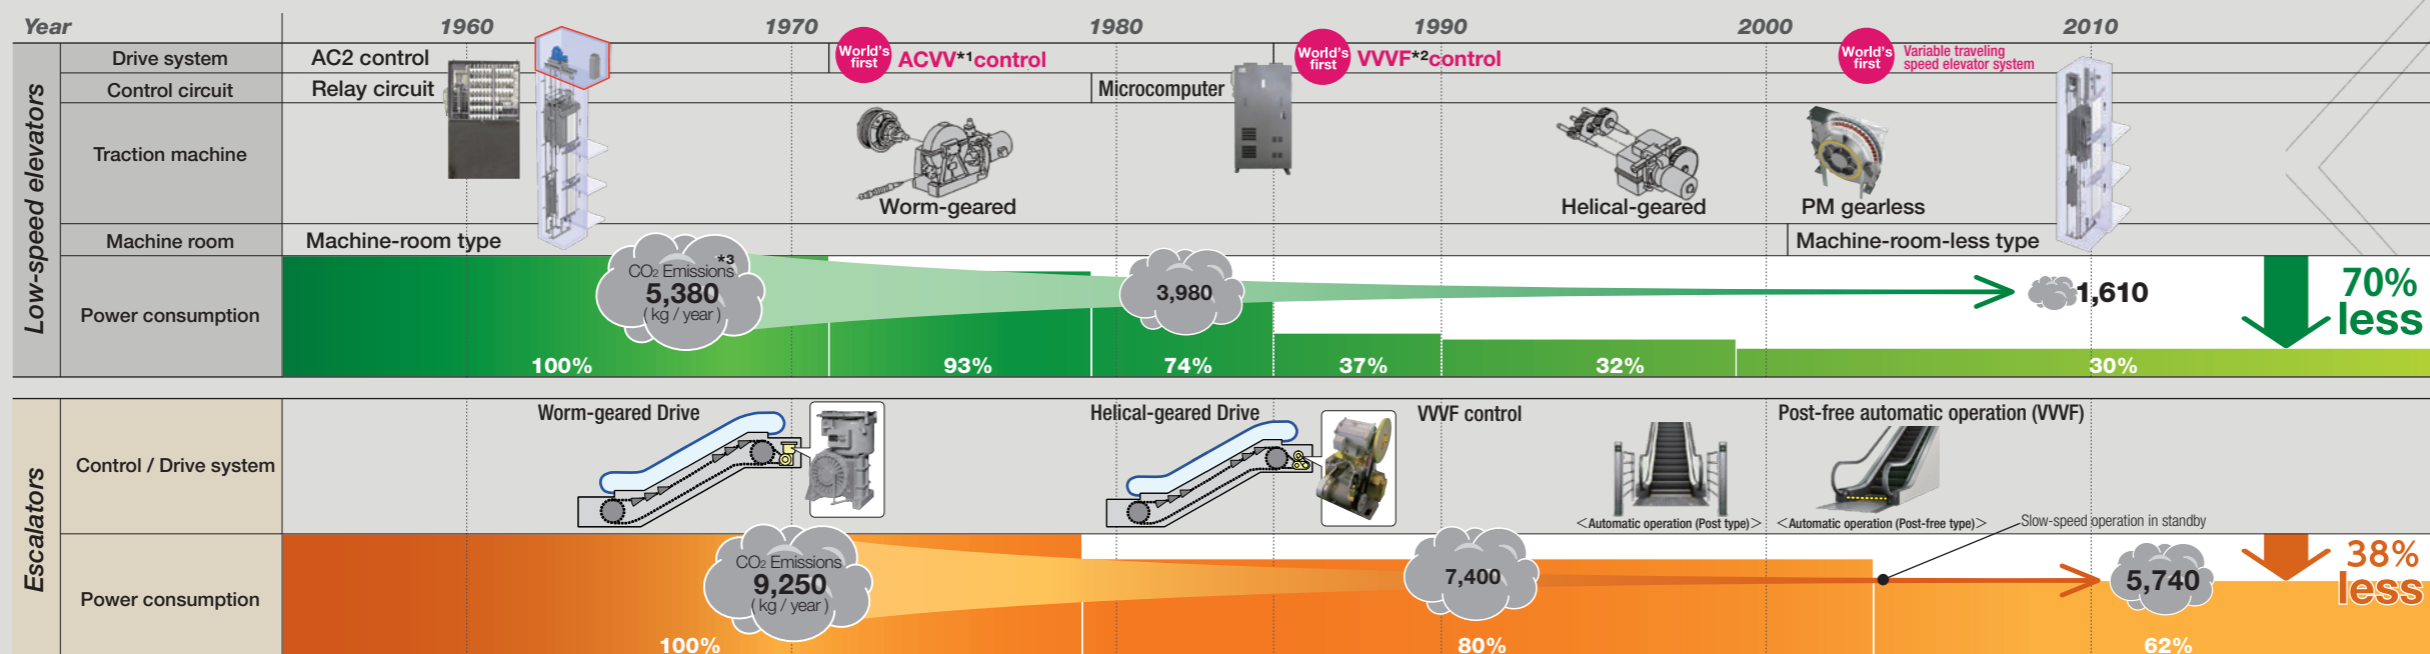 Year 1960 1970 1980 1990 2000 2010
Low-speed elevators
Drive system
AC2 control
World's
first
ACVV*1control
World's
first
VVVF*2control
World's
first
Variable traveling
speed elevator system
Control circuit
Relay circuit
Microcomputer
Traction machine
Worm-geared
Helical-geared
PM gearless
Machine room
Machine-room type
Machine-room-less type
Power consumption
CO2 Emissions*3
5,380
(kg / year)
3,980
1,610
70%
less
100% 93% 74% 37% 32% 30%
Escalators
Control / Drive system
Worm-geared Drive
Helical-geared Drive
VVVF control
Post-free automatic operation (VVVF)
<Automatic operation (Post type)>
<Automatic operation (Post-free type)>
Slow-speed operation in standby
Power consumption
CO2 Emissions
9,250
(kg / year)
7,400
5,740
38%
less
100% 80% 62%